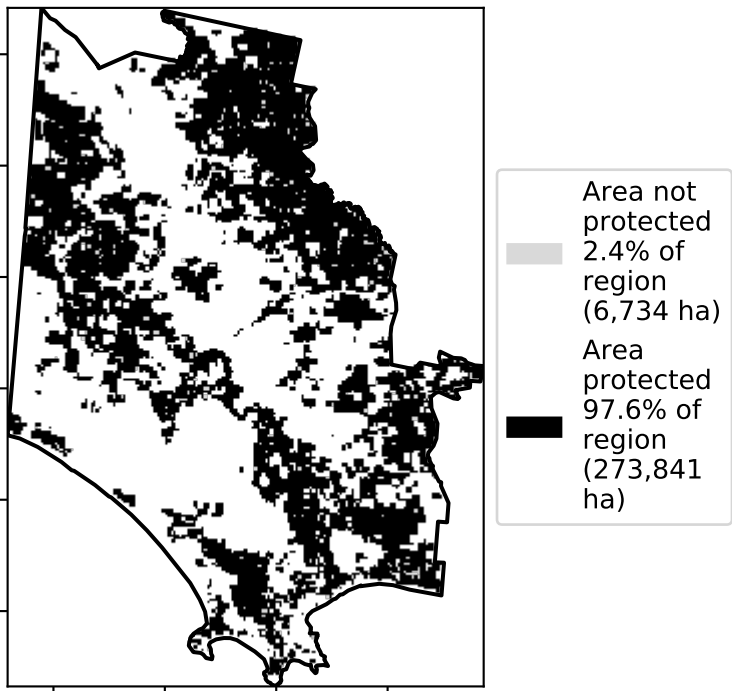 Area not
protected
2.4% of
region
(6,734 ha)
Area
protected
97.6% of
region
(273,841
ha)